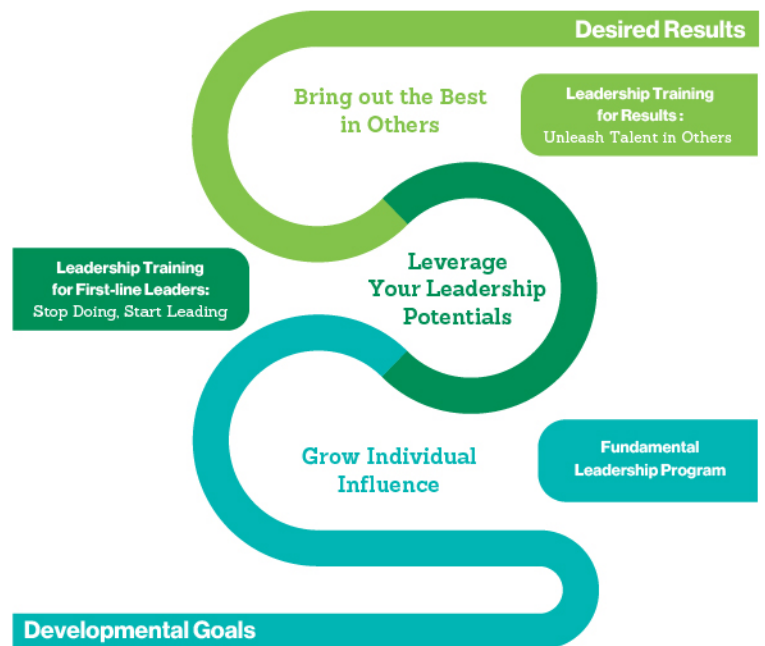 Desired Results
Bring out the Best
in Others
Leadership Training
for Results :
Unleash Talent in Others
Leadership Training
for First-line Leaders:
Stop Doing, Start Leading
Leverage
Your Leadership
Potentials
Grow Individual
Influence
Fundamental
Leadership Program
Developmental Goals